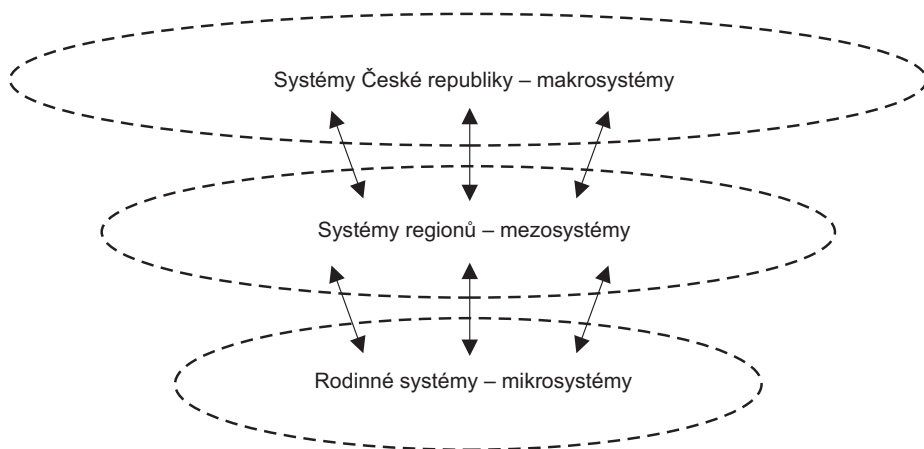 Systémy České republiky – makrosystémy
Systémy regionů – mezosystémy
Rodinné systémy – mikrosystémy